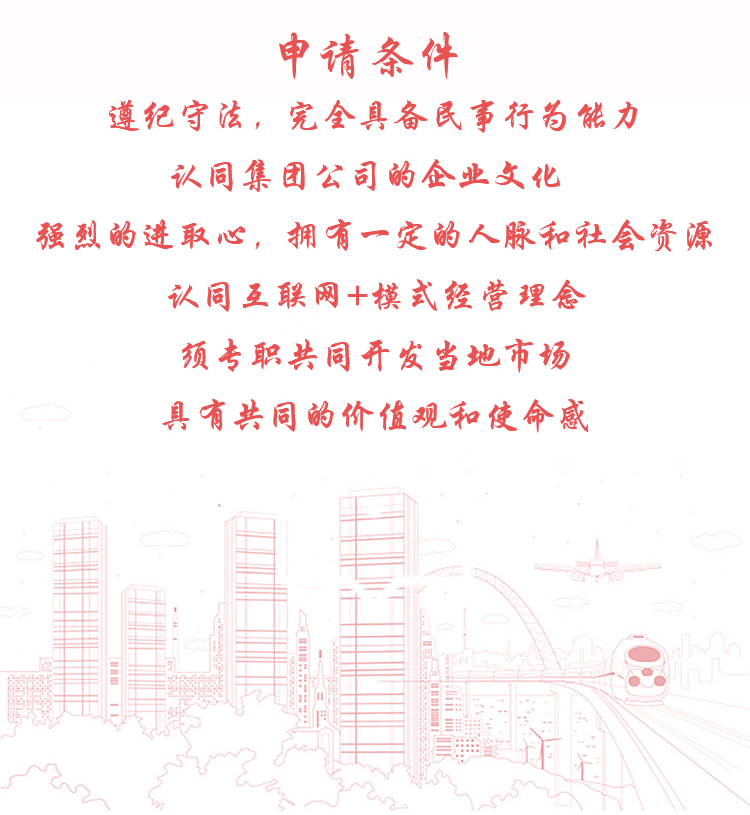 申请条件
遵纪守法，完全具备民事行为能力
认同集团公司的企业文化
强烈的进取心，拥有一定的人脉和社会资源
认同互联网+模式经营理念
须专职共同开发当地市场
具有共同的价值观和使命感